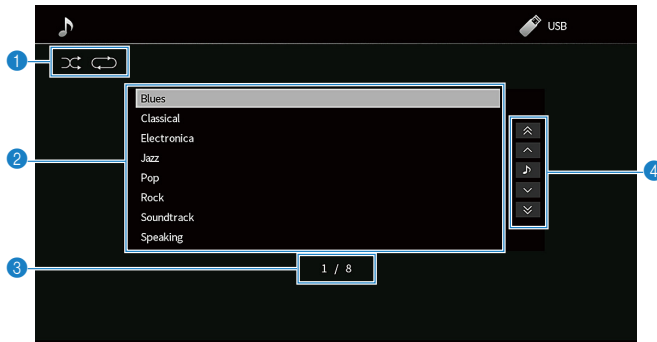 USB
1
Blues
Classical
2
Electronica
Jazz
4
Pop
Rock
Soundtrack
Speaking
3
1 / 8